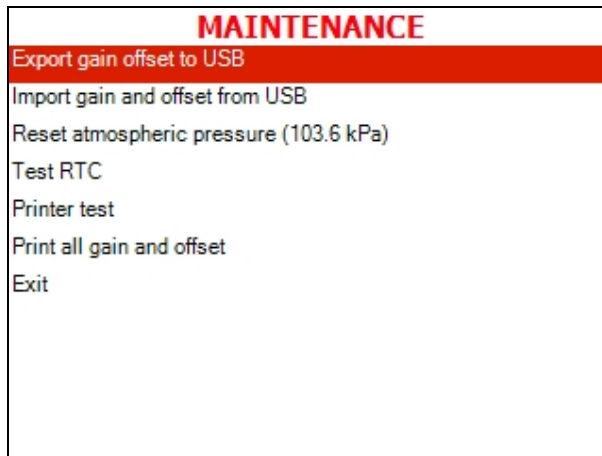 MAINTENANCE
Export gain offset to USB
Import gain and offset from USB
Reset atmospheric pressure (103.6 kPa)
Test RTC
Printer test
Print all gain and offset
Exit